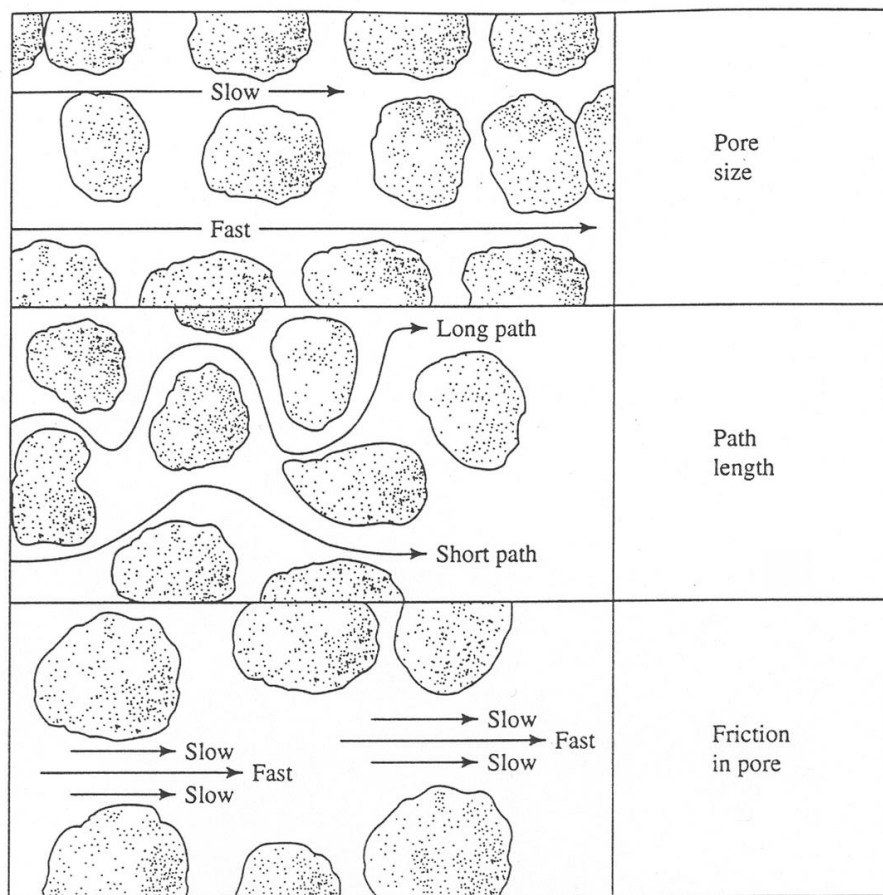 Slow
Fast
Pore
size
Long path
Short path
Path
length
Slow
Fast
Slow
Slow
Fast
Slow
Friction
in pore